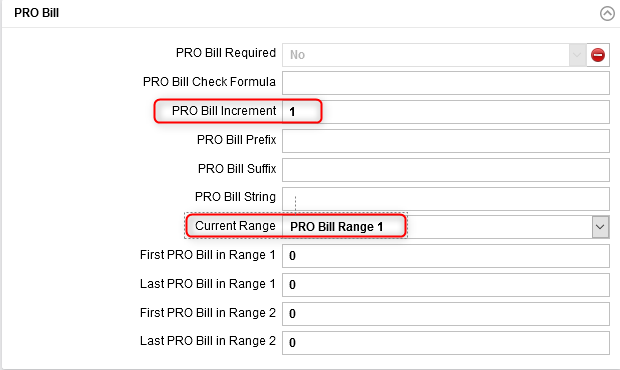 PRO Bill
PRO Bill Required No
PRO Bill Check Formula
PRO Bill Increment 1
PRO Bill Prefix
PRO Bill Suffix
PRO Bill String
Current Range PRO Bill Range 1
First PRO Bill in Range 1 0
Last PRO Bill in Range 1 0
First PRO Bill in Range 2 0
Last PRO Bill in Range 2 0